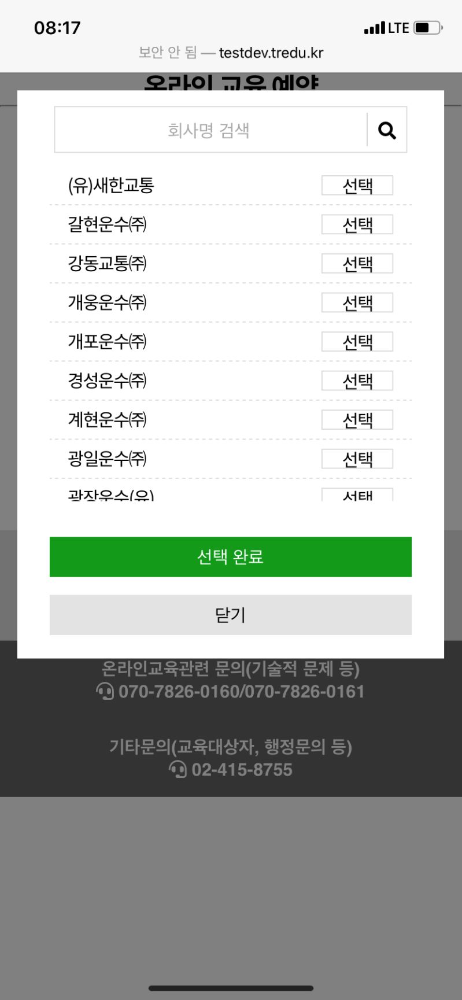 08:17
LTE
보안 안 됨 — testdev.tredu.kr
온라인 교육 예약
회사명 검색
(유)새한교통 선택
갈현운수㈜ 선택
강동교통㈜ 선택
개웅운수㈜ 선택
개포운수㈜ 선택
경성운수㈜ 선택
계현운수㈜ 선택
광일운수㈜ 선택
광장운수(유) 선택
선택 완료
닫기
온라인교육관련 문의(기술적 문제 등)
070-7826-0160/070-7826-0161
기타문의(교육대상자, 행정문의 등)
02-415-8755